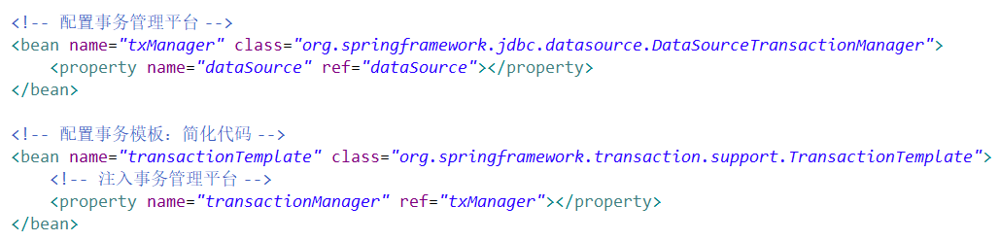 <!-- 配置事务管理平台 -->
<bean name="txManager" class="org.springframework.jdbc.datasource.DataSourceTransactionManager">
    <property name="dataSource" ref="dataSource"></property>
</bean>

<!-- 配置事务模板：简化代码 -->
<bean name="transactionTemplate" class="org.springframework.transaction.support.TransactionTemplate">
    <!-- 注入事务管理平台 -->
    <property name="transactionManager" ref="txManager"></property>
</bean>